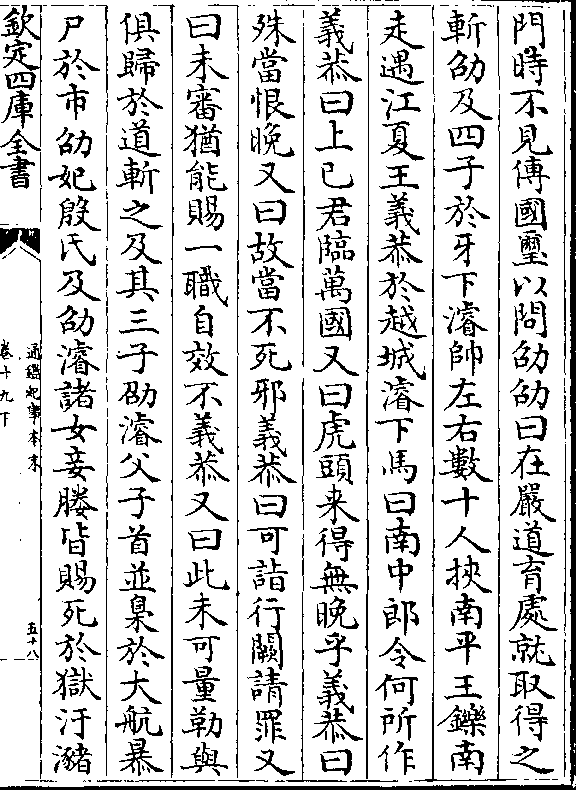 門時不見傳國璽以問劭劭曰在嚴道育處就取得之
斬劭及四子於牙下濬帥左右數十人挾南平王鑠南
走遇江夏王義恭於越城濬下馬曰南中郎今何所作
義恭曰上已君臨萬國又曰虎頭来得無晚乎義恭曰
殊當恨晚又曰故當不死邪義恭曰可詣行闕請罪又
曰未審猶能賜一職自效不義恭又曰此未可量勒與
俱歸於道斬之及其三子劭濬父子首並梟於大航暴
尸於市劭妃殷氏及劭濬諸女妾媵皆賜死於獄汙瀦
欽定四庫全書
通鑑紀事本末
卷十九下
五十八